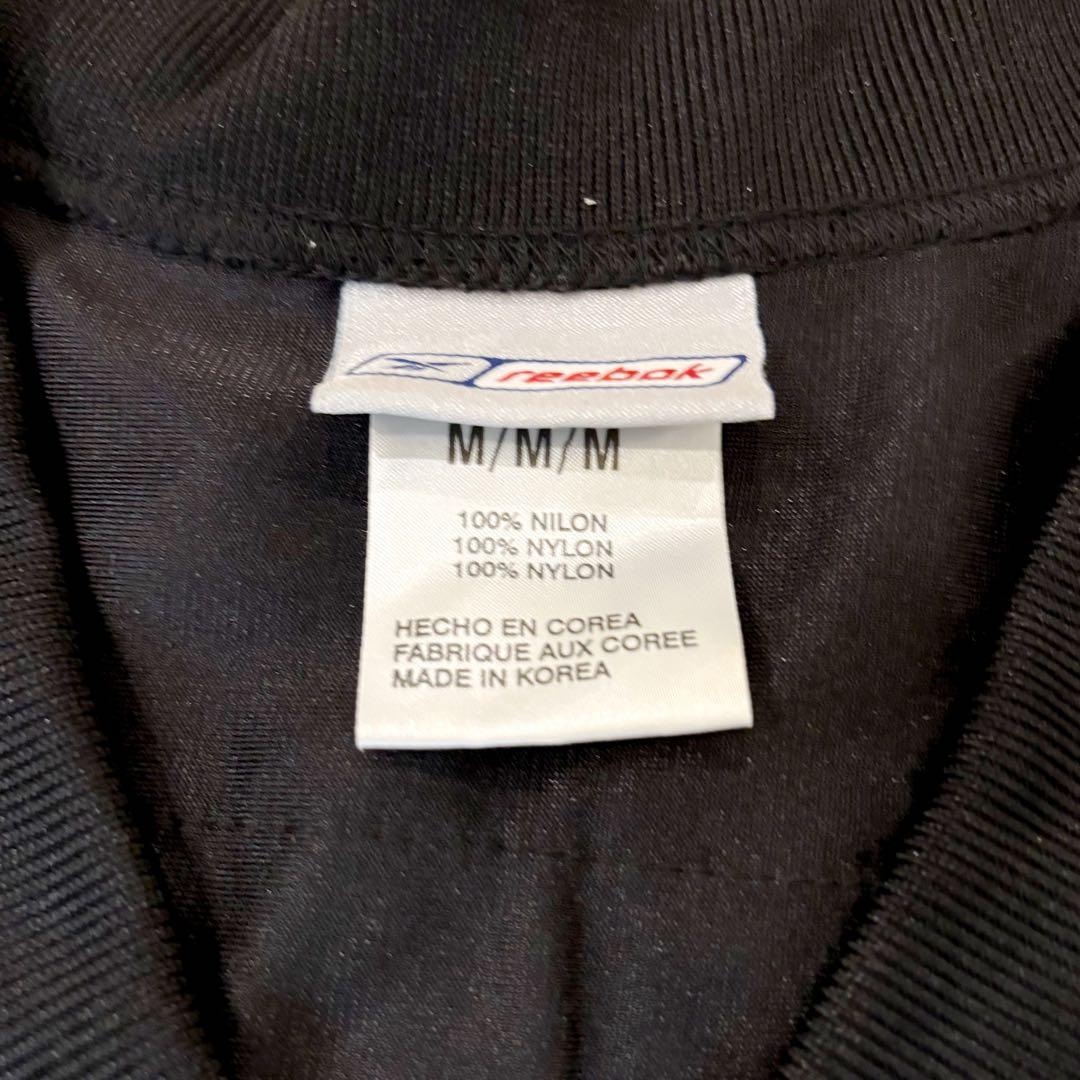 reebok
M/M/M
100% NILON
100% NYLON
100% NYLON
HECHO EN COREA
FABRIQUE AUX COREE
MADE IN KOREA